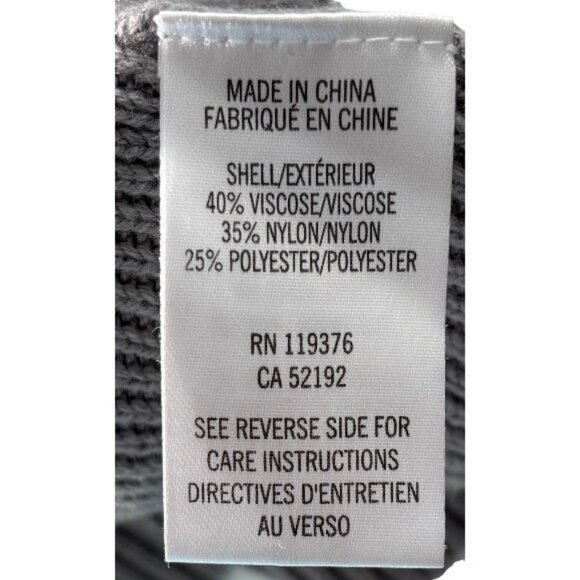 MADE IN CHINA
FABRIQUÉ EN CHINE
SHELL/EXTÉRIEUR
40% VISCOSE/VISCOSE
35% NYLON/NYLON
25% POLYESTER/POLYESTER
RN 119376
CA 52192
SEE REVERSE SIDE FOR
CARE INSTRUCTIONS
DIRECTIVES D'ENTRETIEN
AU VERSO